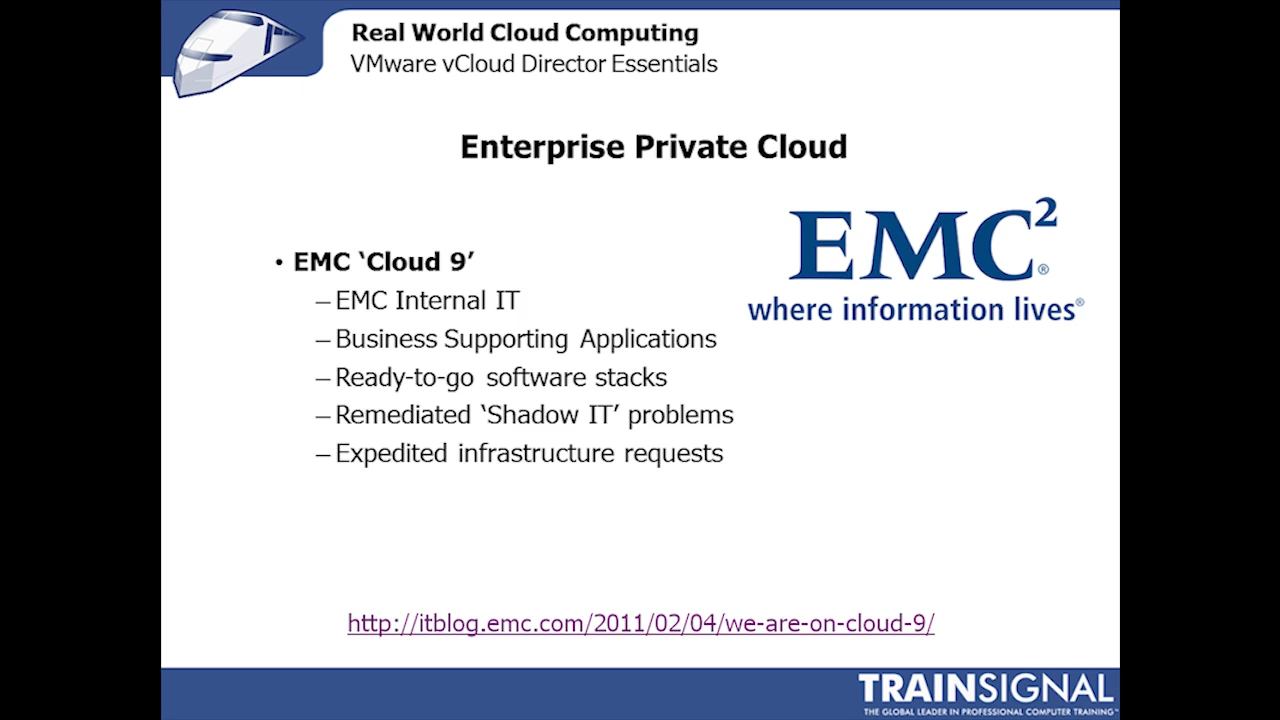 Real World Cloud Computing
VMware vCloud Director Essentials
Enterprise Private Cloud
EMC²®
where information lives®
• EMC ‘Cloud 9’
– EMC Internal IT
– Business Supporting Applications
– Ready-to-go software stacks
– Remediated ‘Shadow IT’ problems
– Expedited infrastructure requests
http://itblog.emc.com/2011/02/04/we-are-on-cloud-9/
TRAINSIGNAL
THE GLOBAL LEADER IN PROFESSIONAL COMPUTER TRAINING™